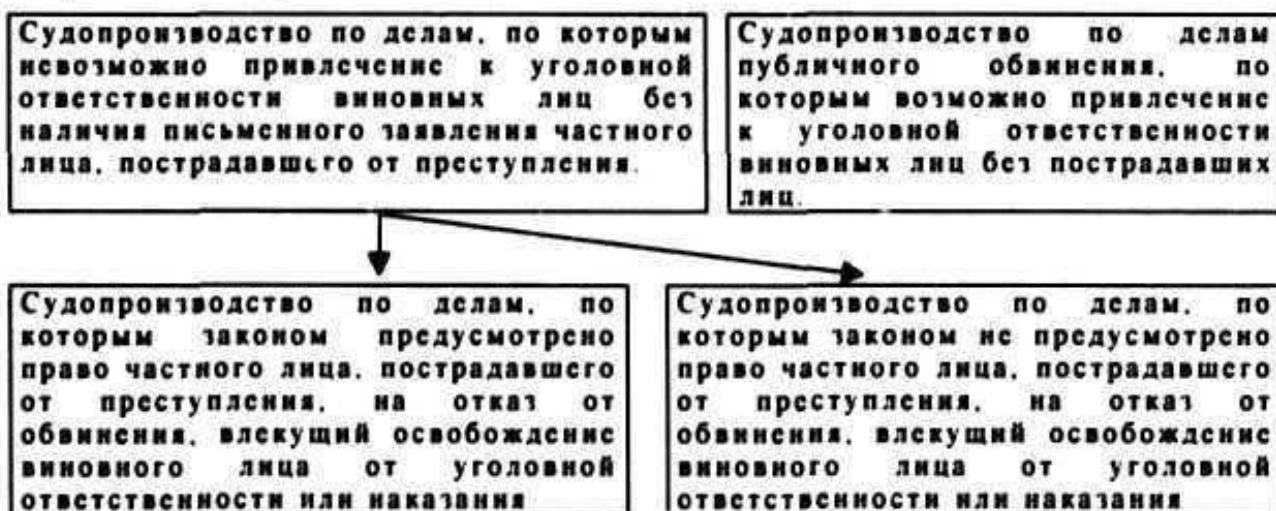 Судопроизводство по делам, по которым
невозможно привлечение к уголовной
ответственности виновных лиц без
наличия письменного заявления частного
лица, пострадавшего от преступления.
Судопроизводство по делам
публичного обвинения, по
которым возможно привлечение
к уголовной ответственности
виновных лиц без пострадавших
лиц.
Судопроизводство по делам, по
которым законом предусмотрено
право частного лица, пострадавшего
от преступления, на отказ от
обвинения, влекущий освобождение
виновного лица от уголовной
ответственности или наказания
Судопроизводство по делам, по
которым законом не предусмотрено
право частного лица, пострадавшего
от преступления, на отказ от
обвинения, влекущий освобождение
виновного лица от уголовной
ответственности или наказания